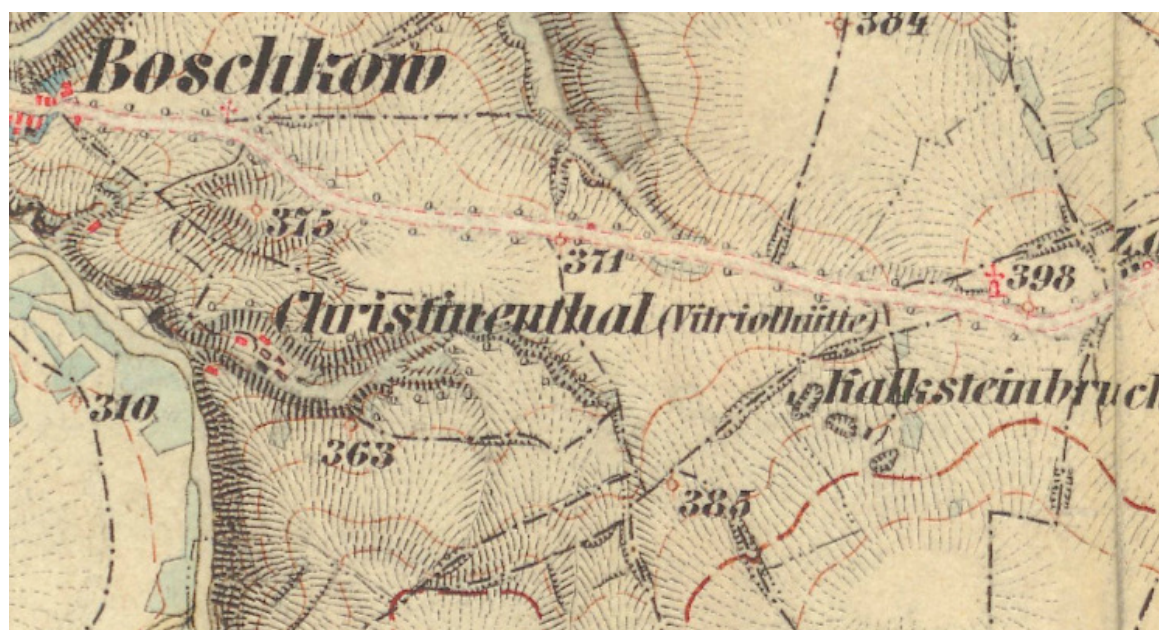 384
Boschkow
375
371
398
Christinenthal (Vitriolhütte)
Kalksteinbruch
310
363
385